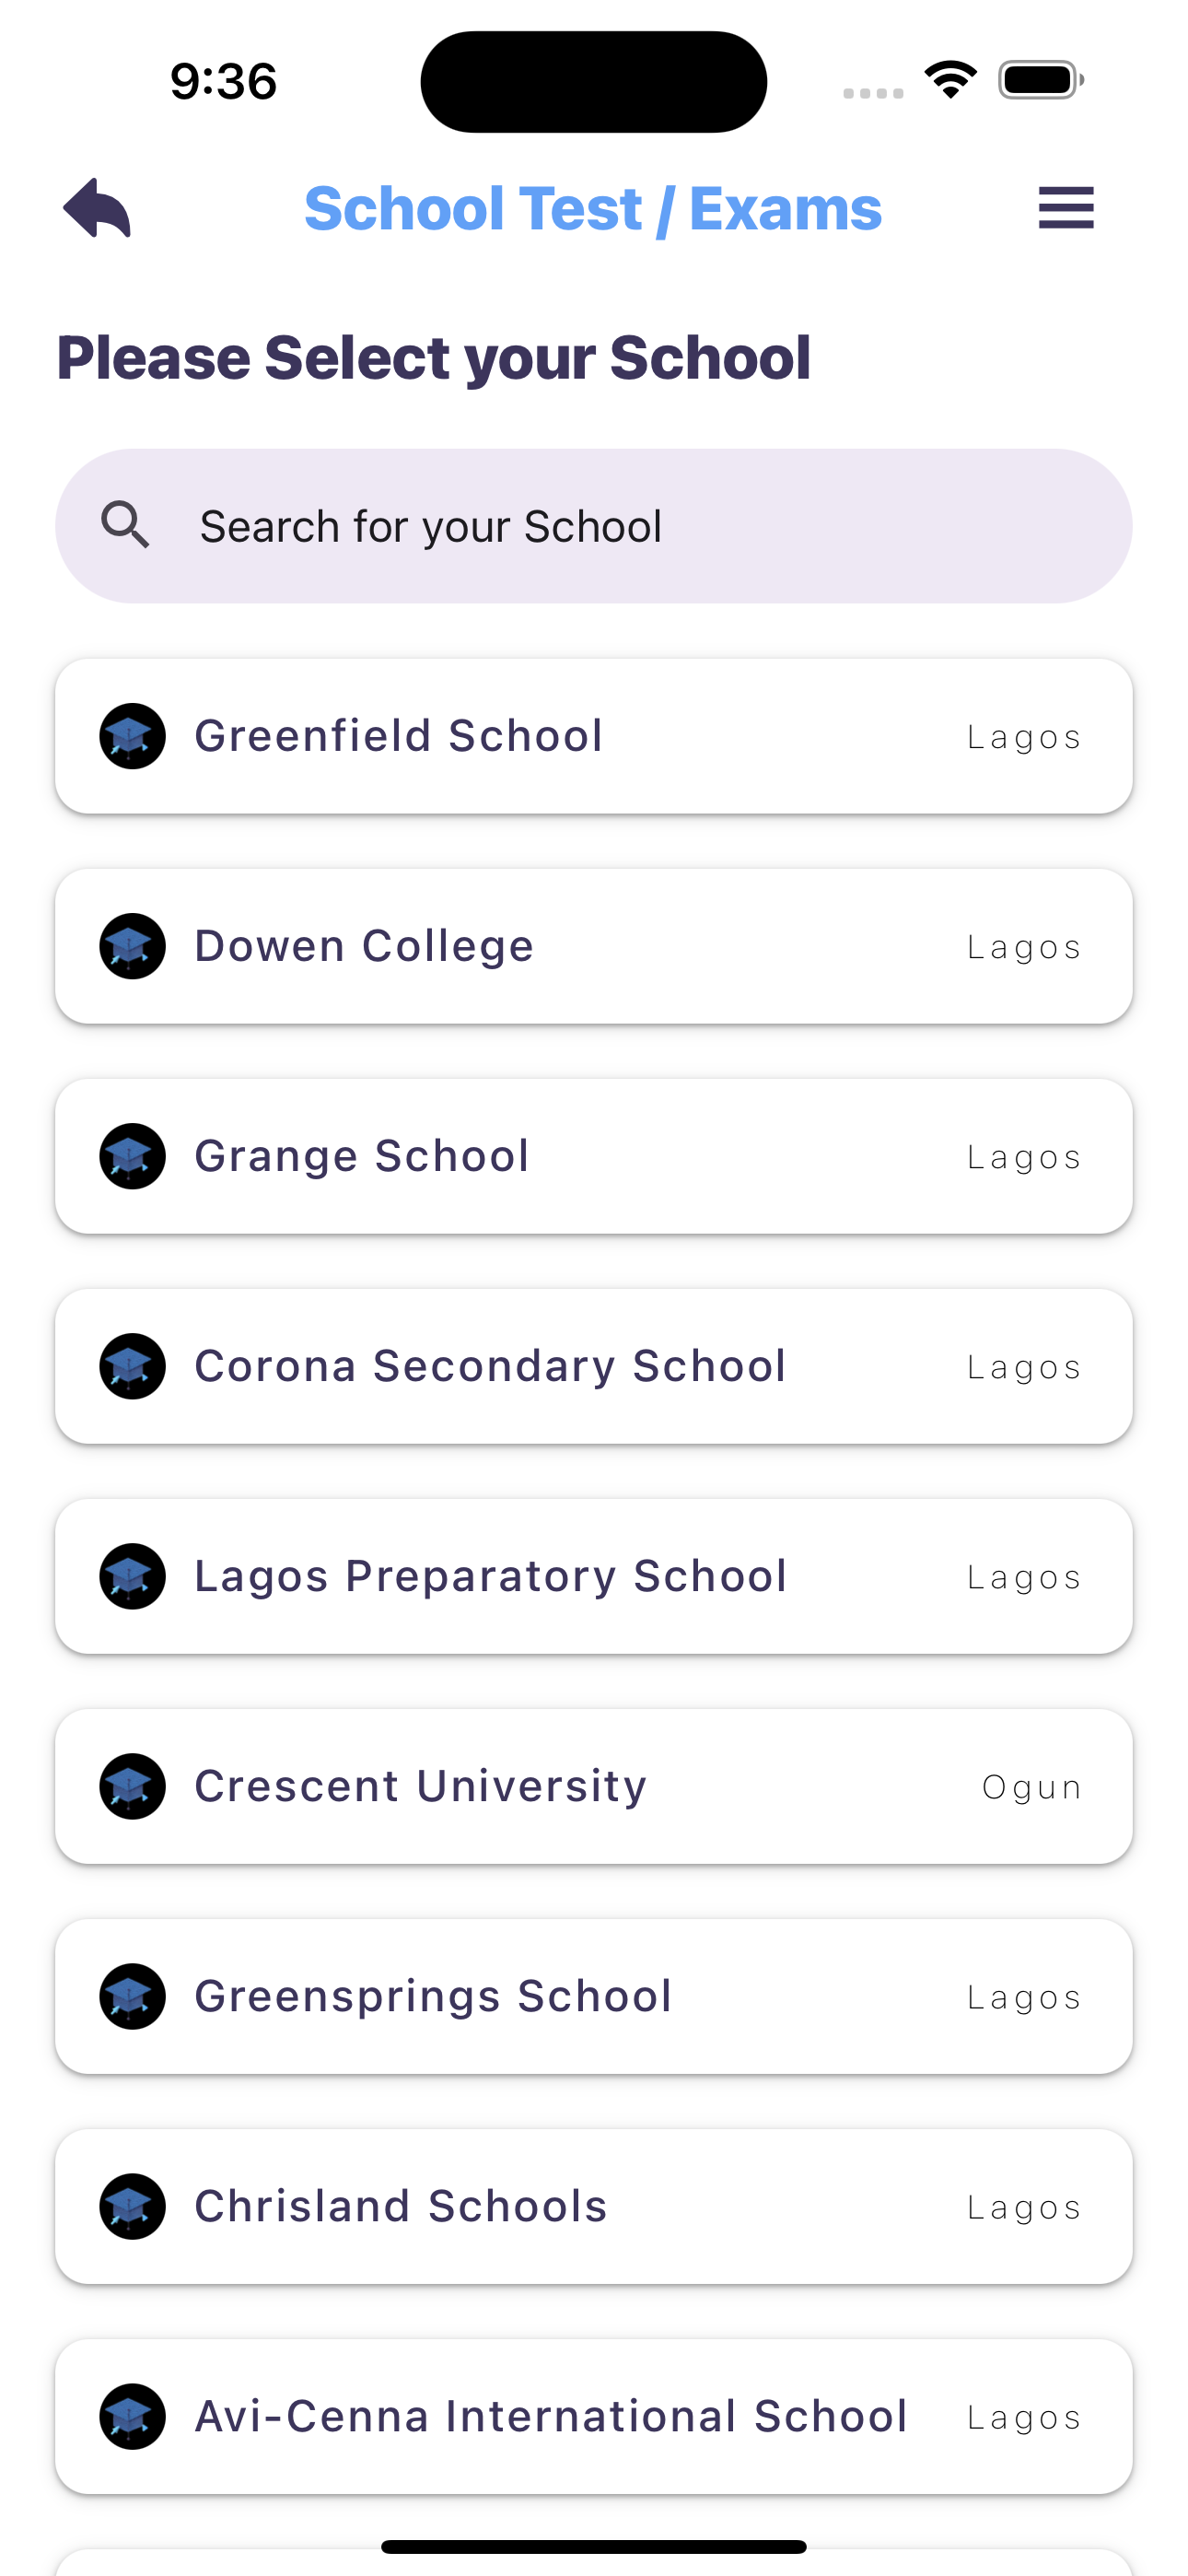 9:36
School Test / Exams
Please Select your School
Search for your School
Greenfield School Lagos
Dowen College Lagos
Grange School Lagos
Corona Secondary School Lagos
Lagos Preparatory School Lagos
Crescent University Ogun
Greensprings School Lagos
Chrisland Schools Lagos
Avi-Cenna International School Lagos